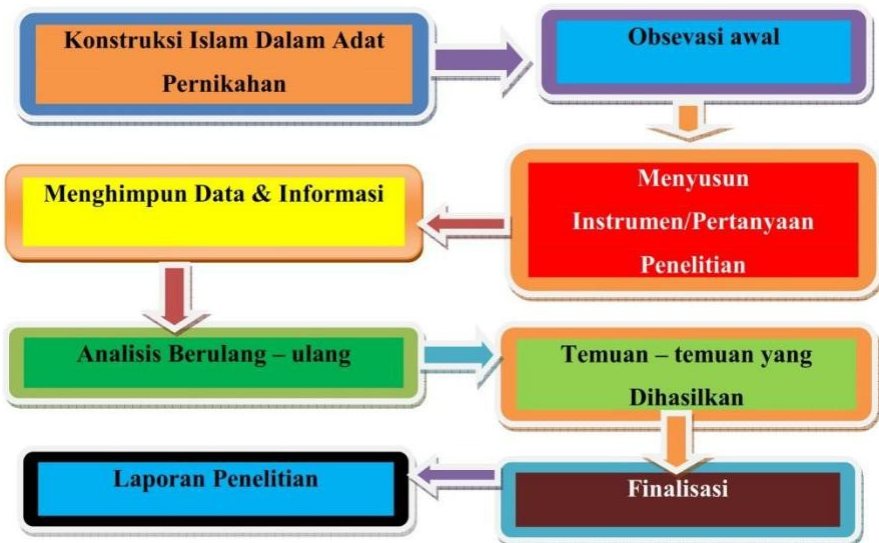 Konstruksi Islam Dalam Adat
Pernikahan
Obsevasi awal
Menyusun
Instrumen/Pertanyaan
Penelitian
Menghimpun Data & Informasi
Analisis Berulang – ulang
Temuan – temuan yang
Dihasilkan
Finalisasi
Laporan Penelitian